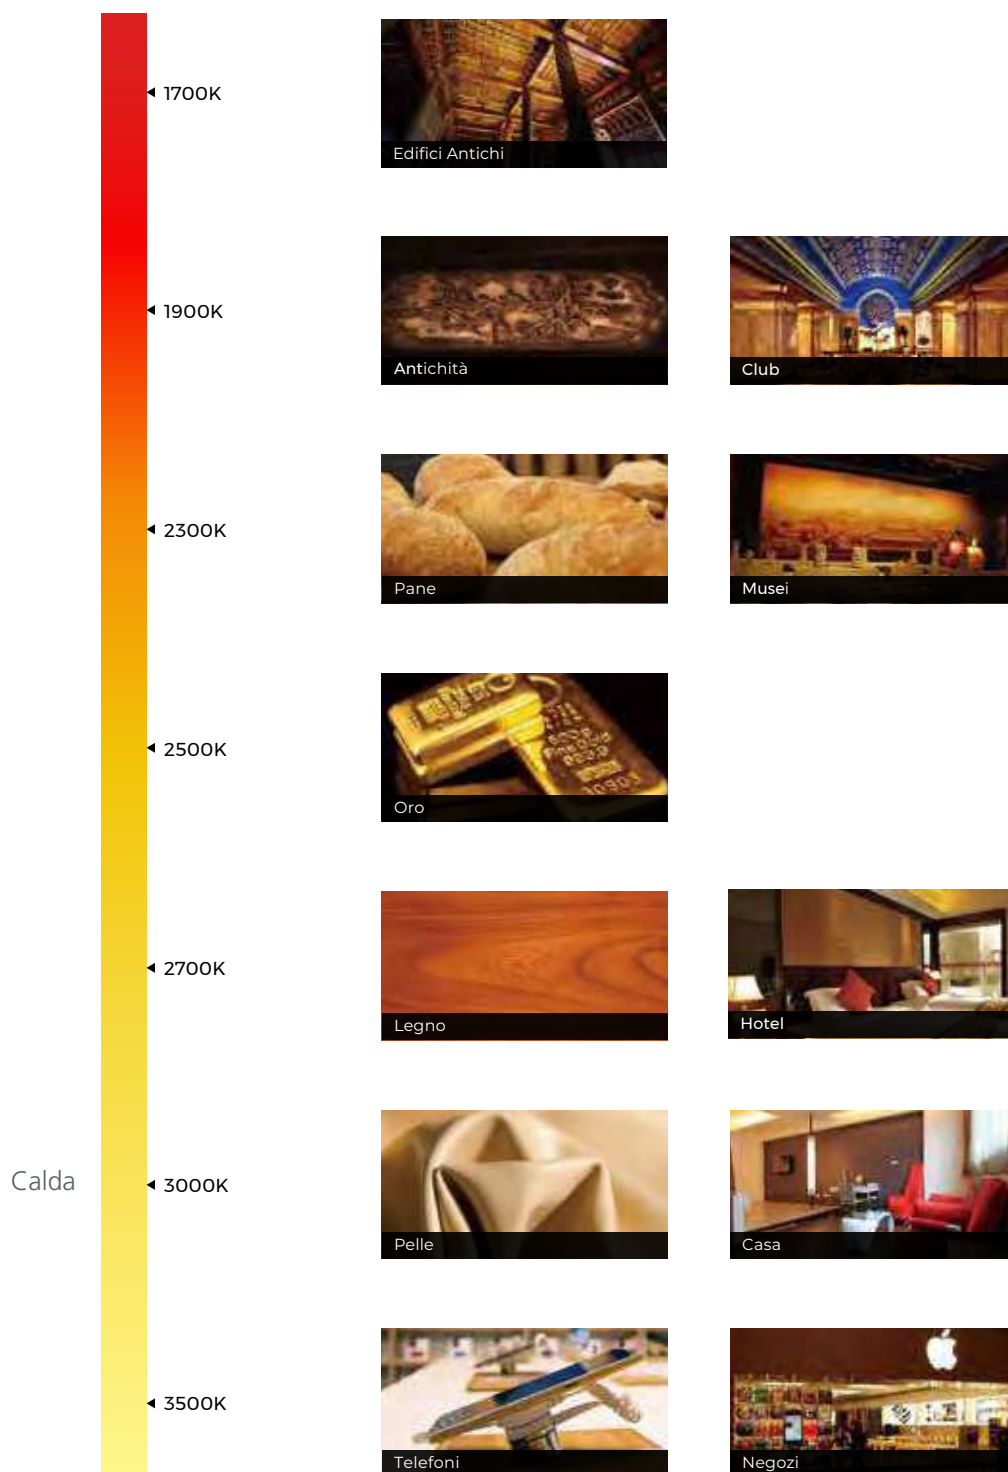 1700K
Edifici Antichi
1900K
Antichità
Club
2300K
Pane
Musei
2500K
Oro
2700K
Legno
Hotel
Calda
3000K
Pelle
Casa
3500K
Telefoni
Negozi